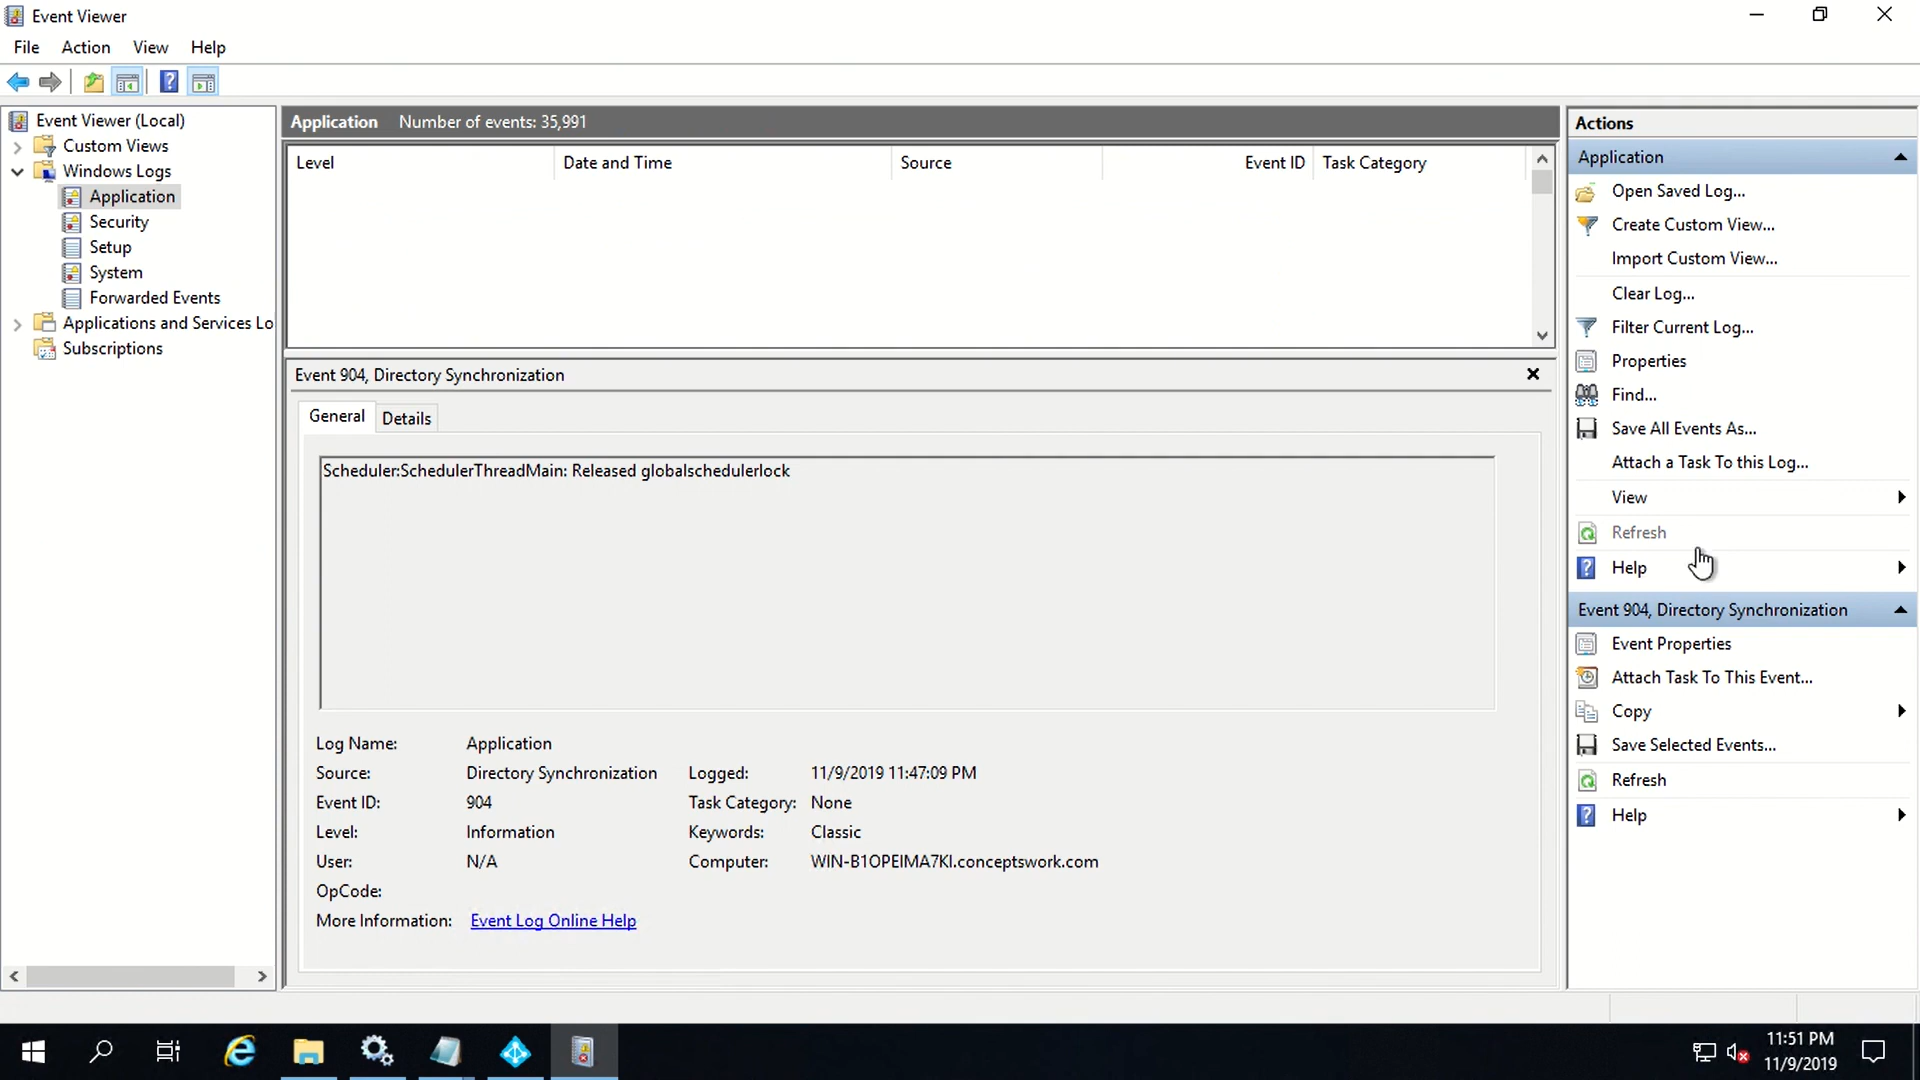 Event Viewer
File Action View Help
Event Viewer (Local)
Custom Views
Windows Logs
Application
Security
Setup
System
Forwarded Events
Applications and Services Lo
Subscriptions
Application Number of events: 35,991
Level Date and Time Source Event ID Task Category
Event 904, Directory Synchronization
General Details
Scheduler:SchedulerThreadMain: Released globalschedulerlock
Log Name: Application
Source: Directory Synchronization Logged: 11/9/2019 11:47:09 PM
Event ID: 904 Task Category: None
Level: Information Keywords: Classic
User: N/A Computer: WIN-B1OPEIMA7KI.conceptswork.com
OpCode:
More Information: Event Log Online Help
Actions
Application
Open Saved Log...
Create Custom View...
Import Custom View...
Clear Log...
Filter Current Log...
Properties
Find...
Save All Events As...
Attach a Task To this Log...
View
Refresh
Help
Event 904, Directory Synchronization
Event Properties
Attach Task To This Event...
Copy
Save Selected Events...
Refresh
Help
11:51 PM
11/9/2019